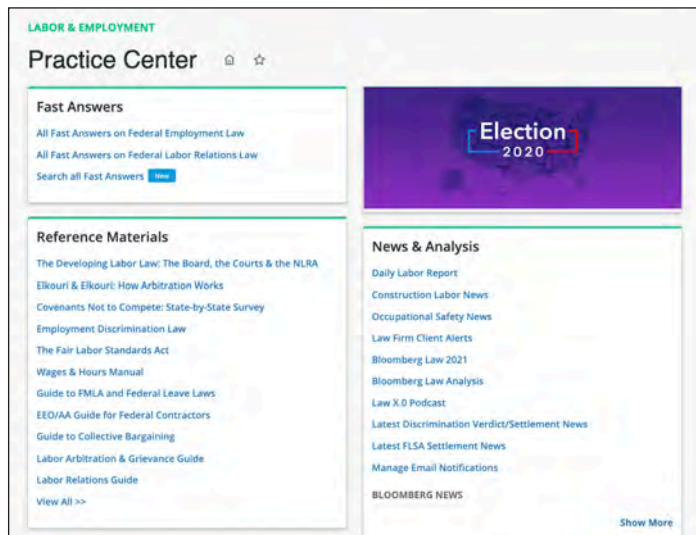 LABOR & EMPLOYMENT
Practice Center
Fast Answers
All Fast Answers on Federal Employment Law
All Fast Answers on Federal Labor Relations Law
Search all Fast Answers New
Reference Materials
The Developing Labor Law: The Board, the Courts & the NLRA
Elkouri & Elkouri: How Arbitration Works
Covenants Not to Compete: State-by-State Survey
Employment Discrimination Law
The Fair Labor Standards Act
Wages & Hours Manual
Guide to FMLA and Federal Leave Laws
EEO/AA Guide for Federal Contractors
Guide to Collective Bargaining
Labor Arbitration & Grievance Guide
Labor Relations Guide
View All >>
Election
2020
News & Analysis
Daily Labor Report
Construction Labor News
Occupational Safety News
Law Firm Client Alerts
Bloomberg Law 2021
Bloomberg Law Analysis
Law X.0 Podcast
Latest Discrimination Verdict/Settlement News
Latest FLSA Settlement News
Manage Email Notifications
BLOOMBERG NEWS
Show More